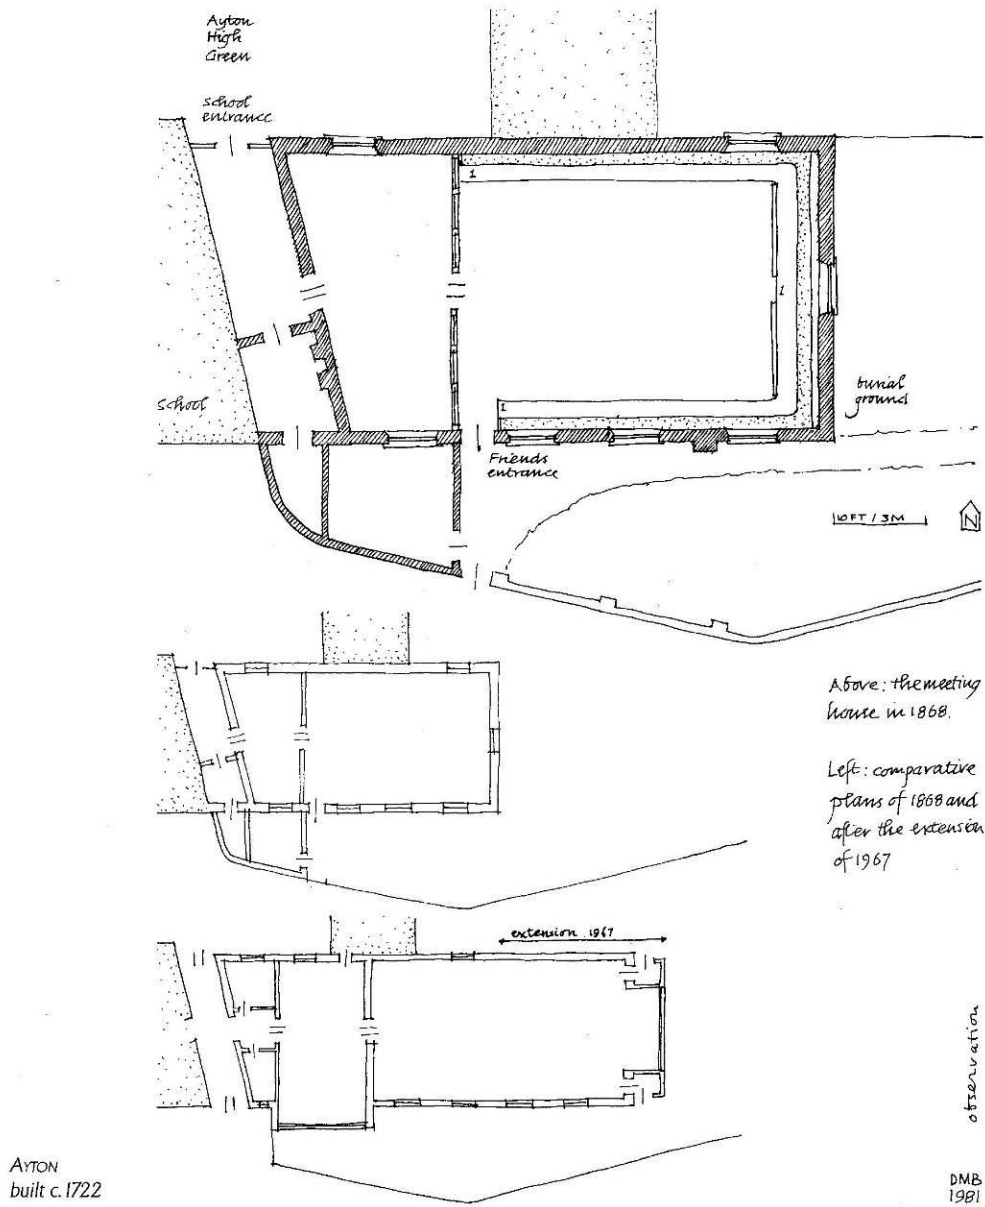 Ayton
High
Green
school
entrance
1
1
1
School
burial
ground
Friends
entrance
10FT / 3M
N
Above: the meeting
house in 1868.
Left: comparative
plans of 1868 and
after the extension
of 1967
extension 1967
observation
AYTON
built c.1722
DMB
1981